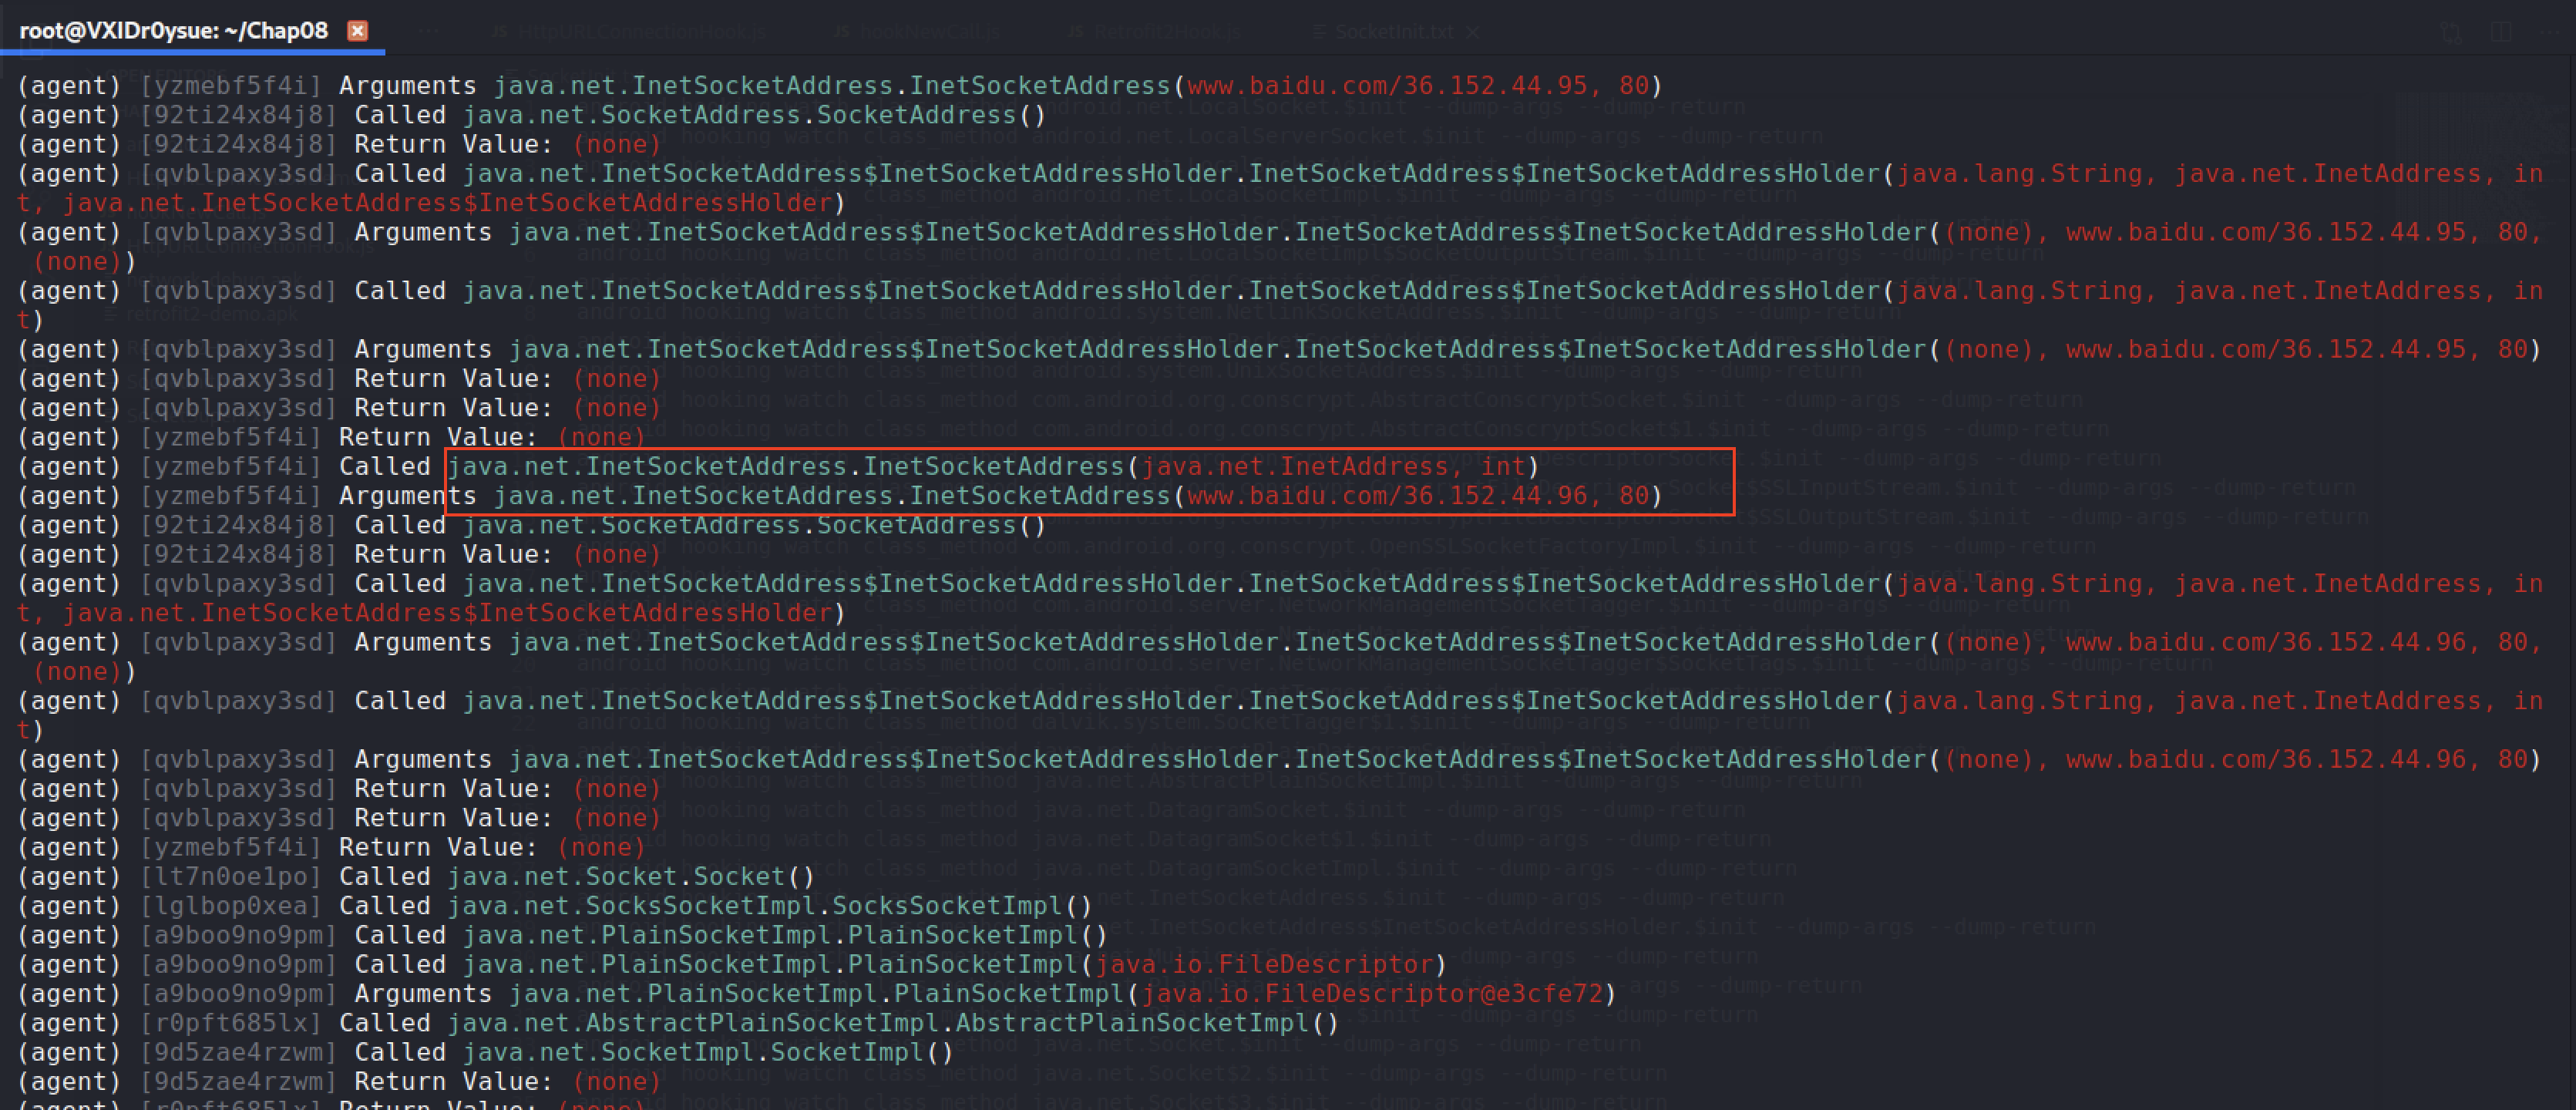 root@VXIDr0ysue: ~/Chap08
HttpURLConnectionHook.js
hookNewCall.js
Retrofit2Hook.js
SocketInit.txt
(agent) [yzmebf5f4i] Arguments java.net.InetSocketAddress.InetSocketAddress(www.baidu.com/36.152.44.95, 80)
(agent) [92ti24x84j8] Called java.net.SocketAddress.SocketAddress()
(agent) [92ti24x84j8] Return Value: (none)
(agent) [qvblpaxy3sd] Called java.net.InetSocketAddress$InetSocketAddressHolder.InetSocketAddress$InetSocketAddressHolder(java.lang.String, java.net.InetAddress, in
t, java.net.InetSocketAddress$InetSocketAddressHolder)
(agent) [qvblpaxy3sd] Arguments java.net.InetSocketAddress$InetSocketAddressHolder.InetSocketAddress$InetSocketAddressHolder((none), www.baidu.com/36.152.44.95, 80,
(none))
(agent) [qvblpaxy3sd] Called java.net.InetSocketAddress$InetSocketAddressHolder.InetSocketAddress$InetSocketAddressHolder(java.lang.String, java.net.InetAddress, in
t)
(agent) [qvblpaxy3sd] Arguments java.net.InetSocketAddress$InetSocketAddressHolder.InetSocketAddress$InetSocketAddressHolder((none), www.baidu.com/36.152.44.95, 80)
(agent) [qvblpaxy3sd] Return Value: (none)
(agent) [qvblpaxy3sd] Return Value: (none)
(agent) [yzmebf5f4i] Return Value: (none)
(agent) [yzmebf5f4i] Called java.net.InetSocketAddress.InetSocketAddress(java.net.InetAddress, int)
(agent) [yzmebf5f4i] Arguments java.net.InetSocketAddress.InetSocketAddress(www.baidu.com/36.152.44.96, 80)
(agent) [92ti24x84j8] Called java.net.SocketAddress.SocketAddress()
(agent) [92ti24x84j8] Return Value: (none)
(agent) [qvblpaxy3sd] Called java.net.InetSocketAddress$InetSocketAddressHolder.InetSocketAddress$InetSocketAddressHolder(java.lang.String, java.net.InetAddress, in
t, java.net.InetSocketAddress$InetSocketAddressHolder)
(agent) [qvblpaxy3sd] Arguments java.net.InetSocketAddress$InetSocketAddressHolder.InetSocketAddress$InetSocketAddressHolder((none), www.baidu.com/36.152.44.96, 80,
(none))
(agent) [qvblpaxy3sd] Called java.net.InetSocketAddress$InetSocketAddressHolder.InetSocketAddress$InetSocketAddressHolder(java.lang.String, java.net.InetAddress, in
t)
(agent) [qvblpaxy3sd] Arguments java.net.InetSocketAddress$InetSocketAddressHolder.InetSocketAddress$InetSocketAddressHolder((none), www.baidu.com/36.152.44.96, 80)
(agent) [qvblpaxy3sd] Return Value: (none)
(agent) [qvblpaxy3sd] Return Value: (none)
(agent) [yzmebf5f4i] Return Value: (none)
(agent) [lt7n0oe1po] Called java.net.Socket.Socket()
(agent) [lglbop0xea] Called java.net.SocksSocketImpl.SocksSocketImpl()
(agent) [a9boo9no9pm] Called java.net.PlainSocketImpl.PlainSocketImpl()
(agent) [a9boo9no9pm] Called java.net.PlainSocketImpl.PlainSocketImpl(java.io.FileDescriptor)
(agent) [a9boo9no9pm] Arguments java.net.PlainSocketImpl.PlainSocketImpl(java.io.FileDescriptor@e3cfe72)
(agent) [r0pft685lx] Called java.net.AbstractPlainSocketImpl.AbstractPlainSocketImpl()
(agent) [9d5zae4rzwm] Called java.net.SocketImpl.SocketImpl()
(agent) [9d5zae4rzwm] Return Value: (none)
(agent) [r0pft685lx] Return Value: (none)